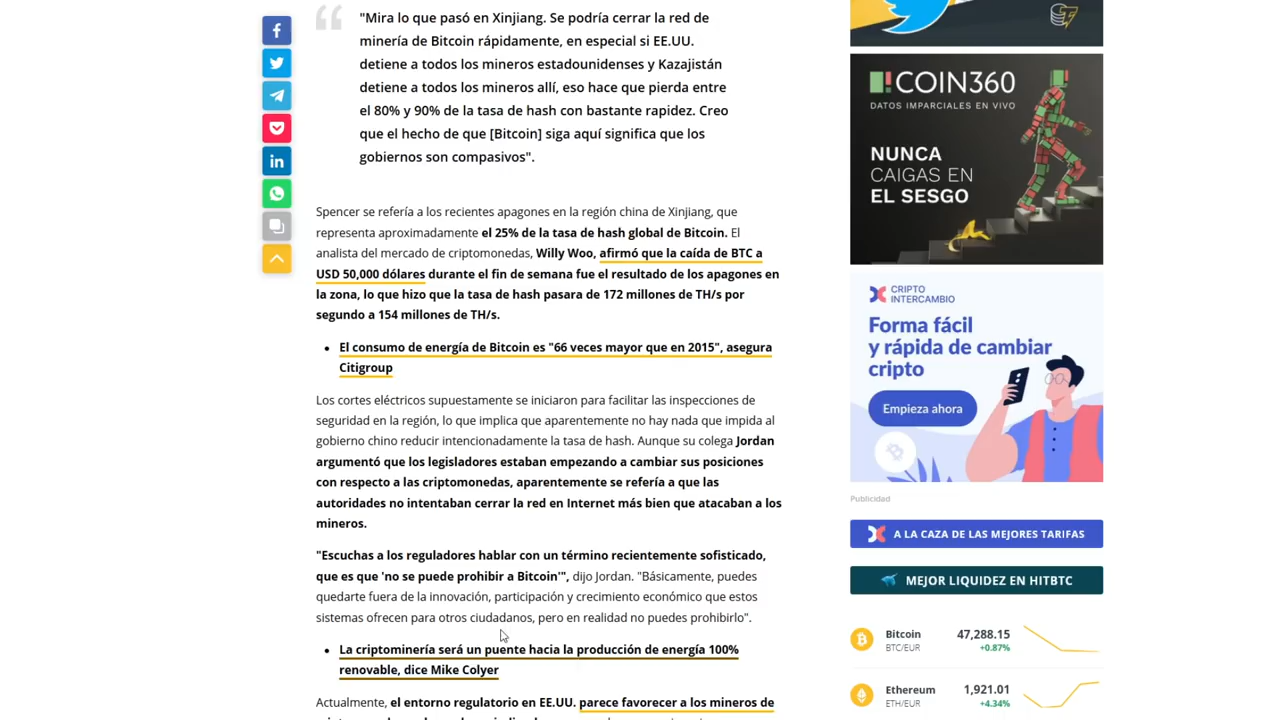 "Mira lo que pasó en Xinjiang. Se podría cerrar la red de
minería de Bitcoin rápidamente, en especial si EE.UU.
detiene a todos los mineros estadounidenses y Kazajistán
detiene a todos los mineros allí, eso hace que pierda entre
el 80% y 90% de la tasa de hash con bastante rapidez. Creo
que el hecho de que [Bitcoin] siga aquí significa que los
gobiernos son compasivos".
Spencer se refería a los recientes apagones en la región china de Xinjiang, que
representa aproximadamente el 25% de la tasa de hash global de Bitcoin. El
analista del mercado de criptomonedas, Willy Woo, afirmó que la caída de BTC a
USD 50,000 dólares durante el fin de semana fue el resultado de los apagones en
la zona, lo que hizo que la tasa de hash pasara de 172 millones de TH/s por
segundo a 154 millones de TH/s.
• El consumo de energía de Bitcoin es "66 veces mayor que en 2015", asegura
Citigroup
Los cortes eléctricos supuestamente se iniciaron para facilitar las inspecciones de
seguridad en la región, lo que implica que aparentemente no hay nada que impida al
gobierno chino reducir intencionadamente la tasa de hash. Aunque su colega Jordan
argumentó que los legisladores estaban empezando a cambiar sus posiciones
con respecto a las criptomonedas, aparentemente se refería a que las
autoridades no intentaban cerrar la red en Internet más bien que atacaban a los
mineros.
"Escuchas a los reguladores hablar con un término recientemente sofisticado,
que es que 'no se puede prohibir a Bitcoin'", dijo Jordan. "Básicamente, puedes
quedarte fuera de la innovación, participación y crecimiento económico que estos
sistemas ofrecen para otros ciudadanos, pero en realidad no puedes prohibirlo".
• La criptominería será un puente hacia la producción de energía 100%
renovable, dice Mike Colyer
Actualmente, el entorno regulatorio en EE.UU. parece favorecer a los mineros de
COIN360
DATOS IMPARCIALES EN VIVO
NUNCA
CAIGAS EN
EL SESGO
CRIPTO
INTERCAMBIO
Forma fácil
y rápida de cambiar
cripto
Empieza ahora
Publicidad
A LA CAZA DE LAS MEJORES TARIFAS
MEJOR LIQUIDEZ EN HITBTC
Bitcoin 47,288.15
BTC/EUR +0.87%
Ethereum 1,921.01
ETH/EUR +4.34%